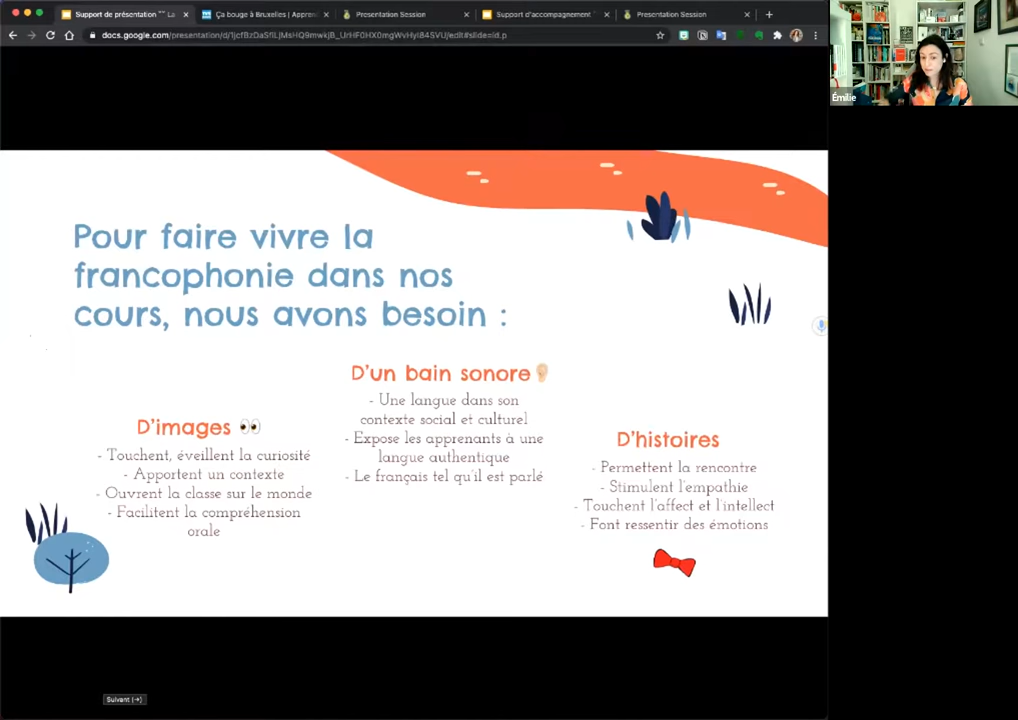 Support de présentation "" La
Ça bouge à Bruxelles | Appren
Presentation Session
Support d'accompagnement
Presentation Session
Émilie
Pour faire vivre la
francophonie dans nos
cours, nous avons besoin :
D'images
- Touchent, éveillent la curiosité
- Apportent un contexte
- Ouvrent la classe sur le monde
- Facilitent la compréhension
orale
D'un bain sonore
- Une langue dans son
contexte social et culturel
- Expose les apprenants à une
langue authentique
- Le français tel qu'il est parlé
D'histoires
- Permettent la rencontre
- Stimulent l'empathie
- Touchent l'affect et l'intellect
- Font ressentir des émotions
Suivant (→)